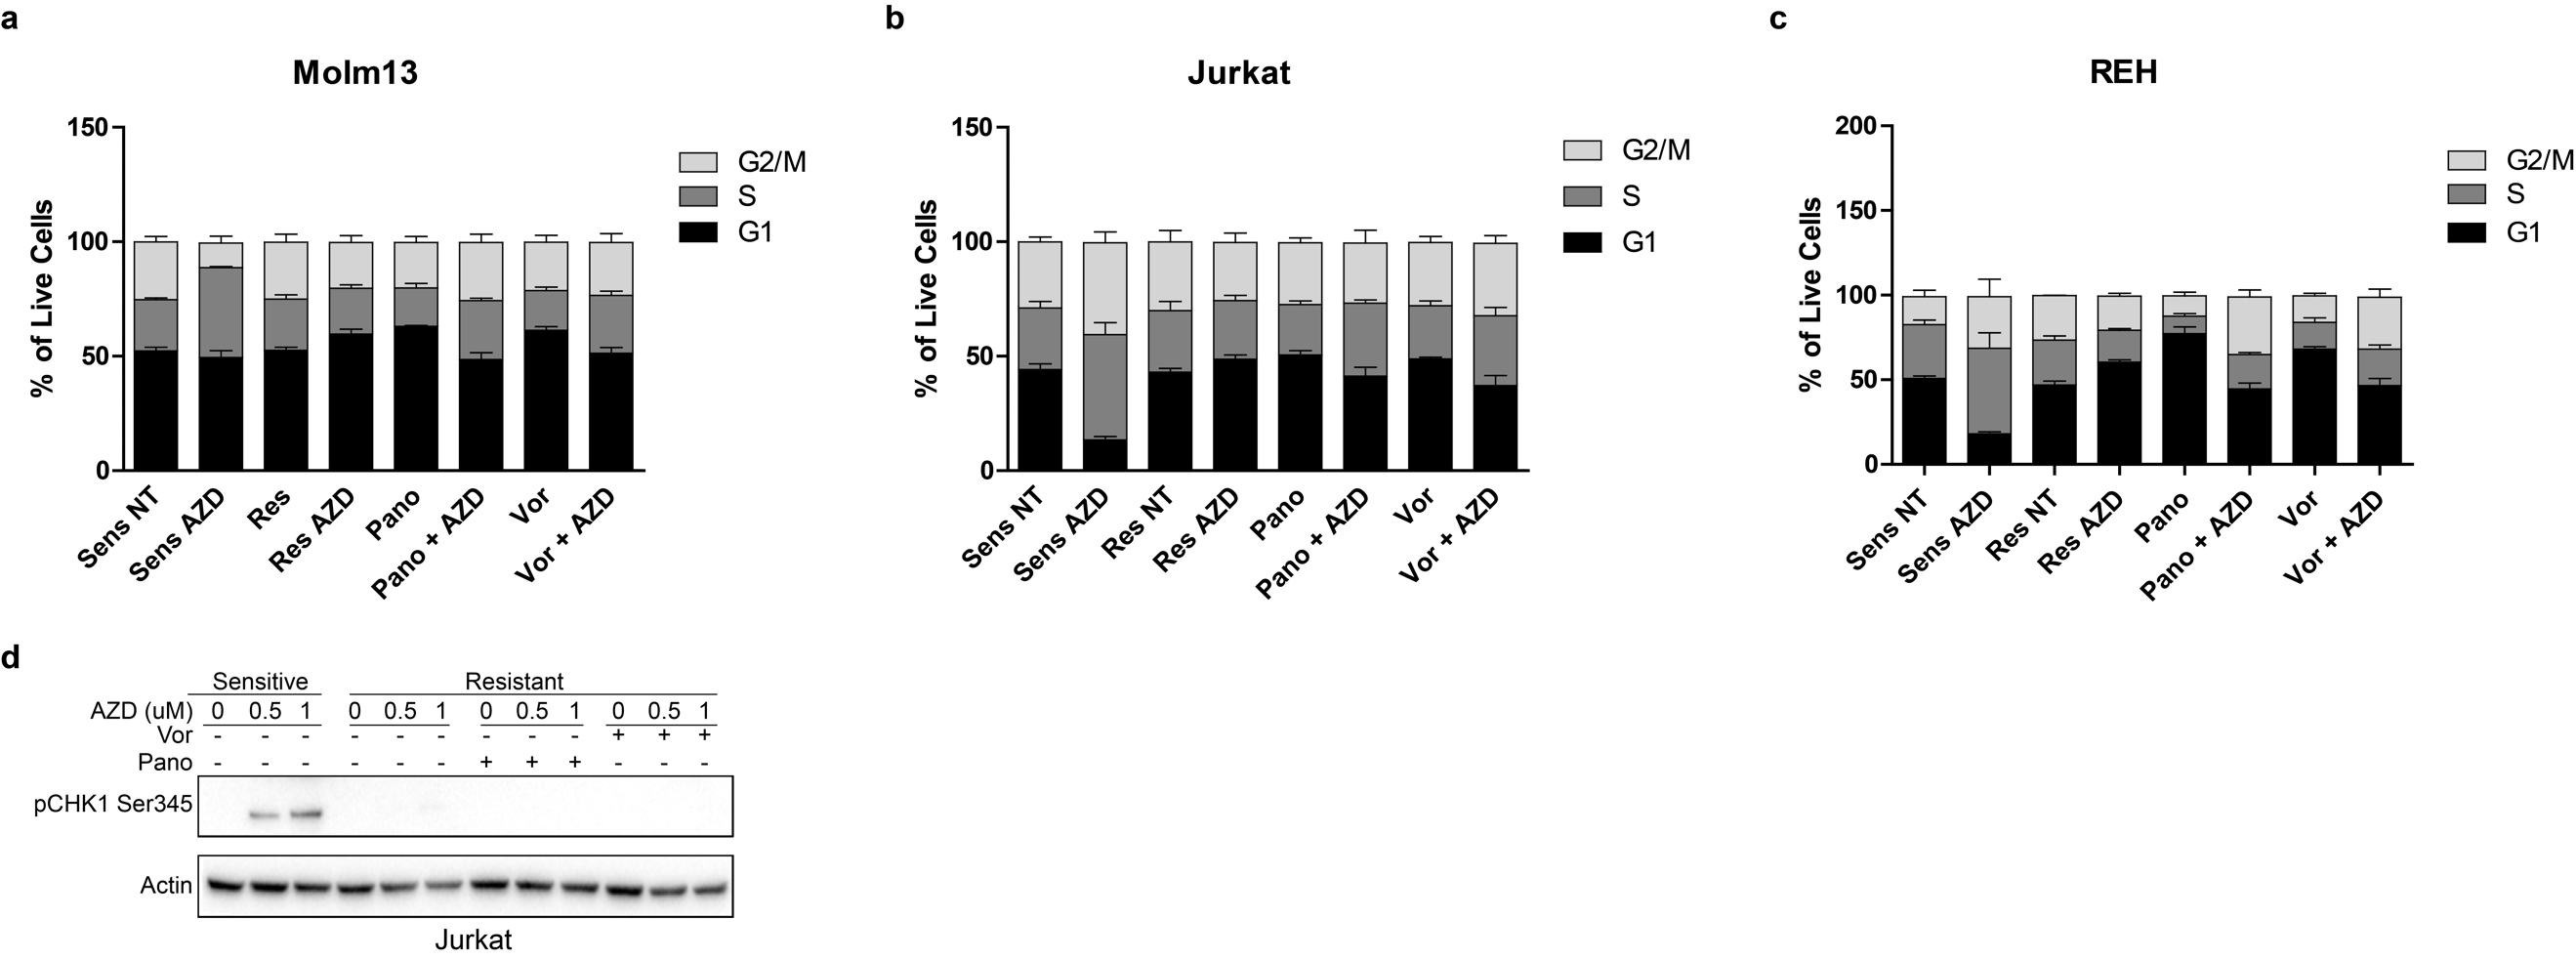 a
Molm13
% of Live Cells
150
100
50
0
Sens NT
Sens AZD
Res
Res AZD
Pano
Pano + AZD
Vor
Vor + AZD
G2/M
S
G1
b
Jurkat
% of Live Cells
150
100
50
0
Sens NT
Sens AZD
Res NT
Res AZD
Pano
Pano + AZD
Vor
Vor + AZD
G2/M
S
G1
c
REH
% of Live Cells
200
150
100
50
0
Sens NT
Sens AZD
Res NT
Res AZD
Pano
Pano + AZD
Vor
Vor + AZD
G2/M
S
G1
d
Sensitive Resistant
AZD (uM) 0 0.5 1 0 0.5 1 0 0.5 1 0 0.5 1
Vor - - - - - - - - - + + +
Pano - - - - - - + + + - - -
pCHK1 Ser345
Actin
Jurkat